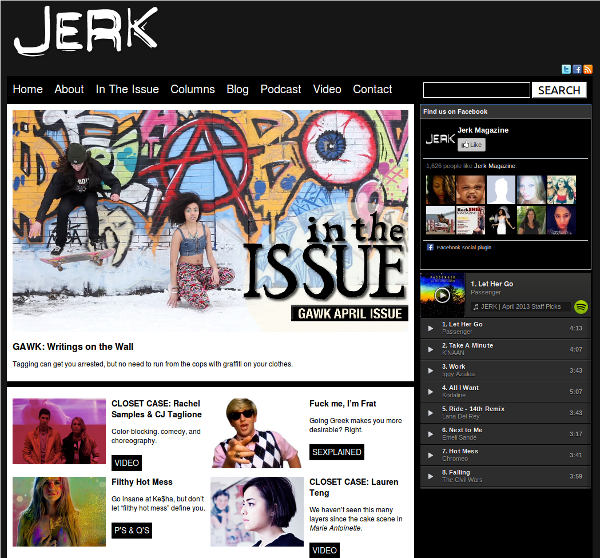 JERK
Home About In The Issue Columns Blog Podcast Video Contact
SEARCH
in the
ISSUE
GAWK APRIL ISSUE
GAWK: Writings on the Wall
Tagging can get you arrested, but no need to run from the cops with graffiti on your clothes.
CLOSET CASE: Rachel
Samples & CJ Taglione
Color-blocking, comedy, and
choreography.
VIDEO
Fuck me, I'm Frat
Going Greek makes you more
desirable? Right.
SEXPLAINED
Filthy Hot Mess
Go insane at Ke$ha, but don't
let "filthy hot mess" define you.
P'S & Q'S
CLOSET CASE: Lauren
Teng
We haven't seen this many
layers since the cake scene in
Marie Antoinette.
VIDEO
Find us on Facebook
JERK
Jerk Magazine
Like
1,626 people like Jerk Magazine
Facebook social plugin
1. Let Her Go
Passenger
JERK | April 2013 Staff Picks
1. Let Her Go 4:13
Passenger
2. Take A Minute 4:07
K'NAAN
3. Work 3:43
Iggy Azalea
4. All I Want 5:07
Kodaline
5. Ride - 14th Remix 3:43
Lana Del Rey
6. Next to Me 3:17
Emeli Sandé
7. Hot Mess 3:41
Chromeo
8. Falling 3:59
The Civil Wars